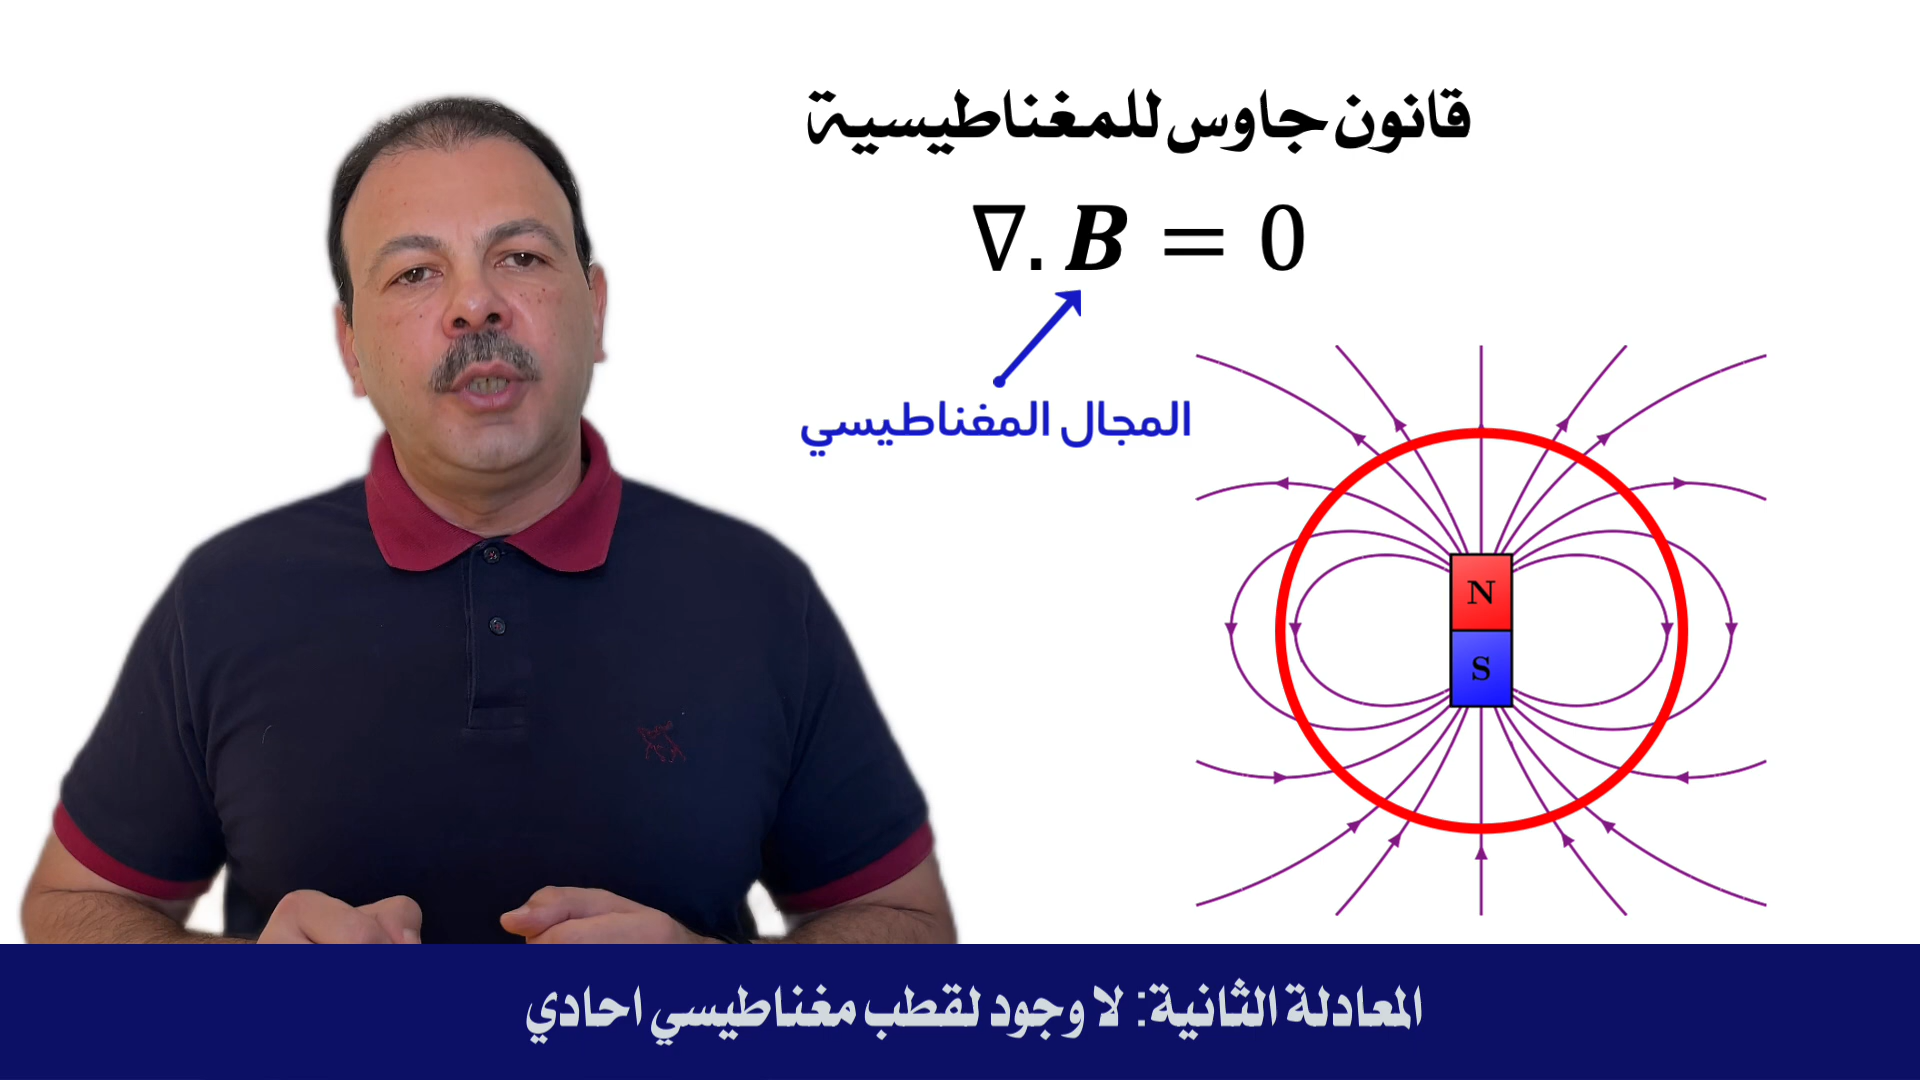 قانون جاوس للمغناطيسية
∇. B = 0
المجال المغناطيسي
N
S
المعادلة الثانية: لا وجود لقطب مغناطيسي احادي